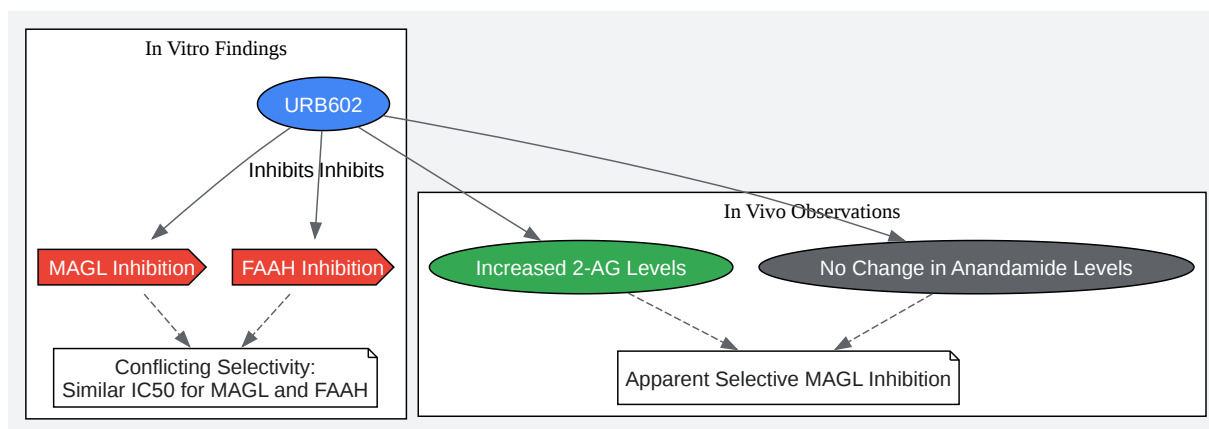 In Vitro Findings
URB602
Inhibits Inhibits
MAGL Inhibition
FAAH Inhibition
Conflicting Selectivity:
Similar IC50 for MAGL and FAAH
In Vivo Observations
Increased 2-AG Levels
No Change in Anandamide Levels
Apparent Selective MAGL Inhibition